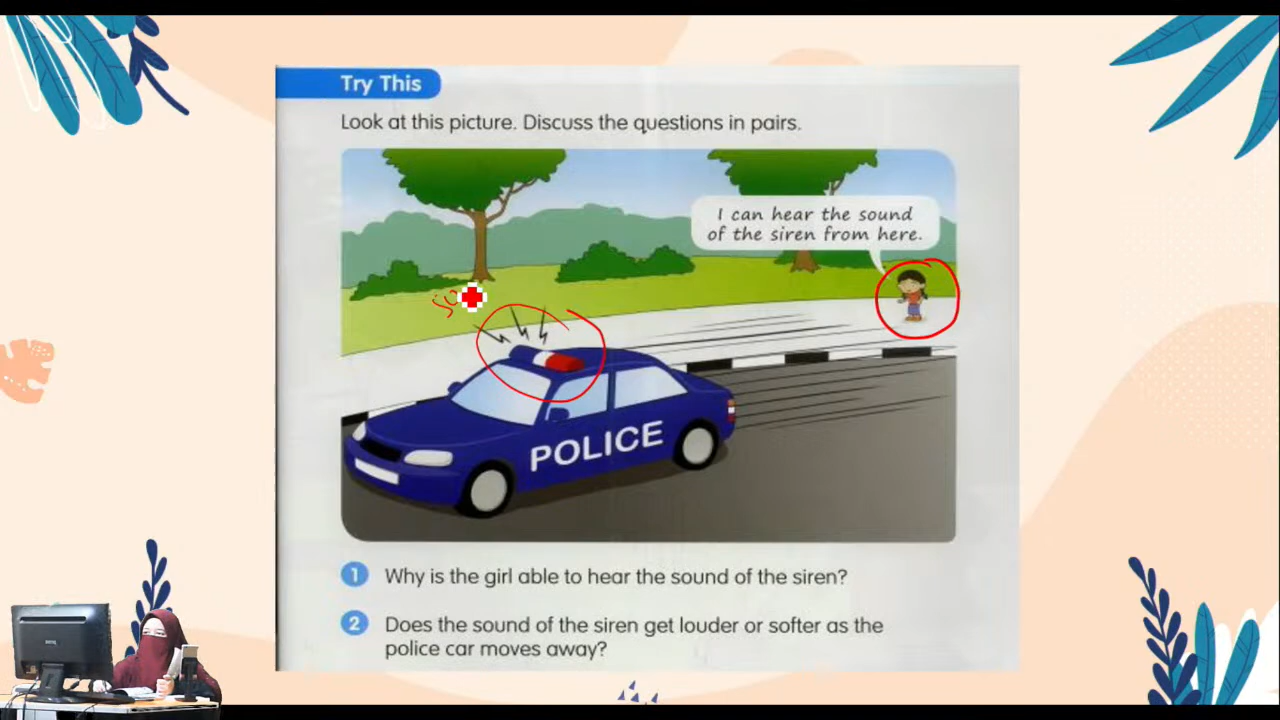 Try This
Look at this picture. Discuss the questions in pairs.
I can hear the sound
of the siren from here.
POLICE
1 Why is the girl able to hear the sound of the siren?
2 Does the sound of the siren get louder or softer as the
police car moves away?